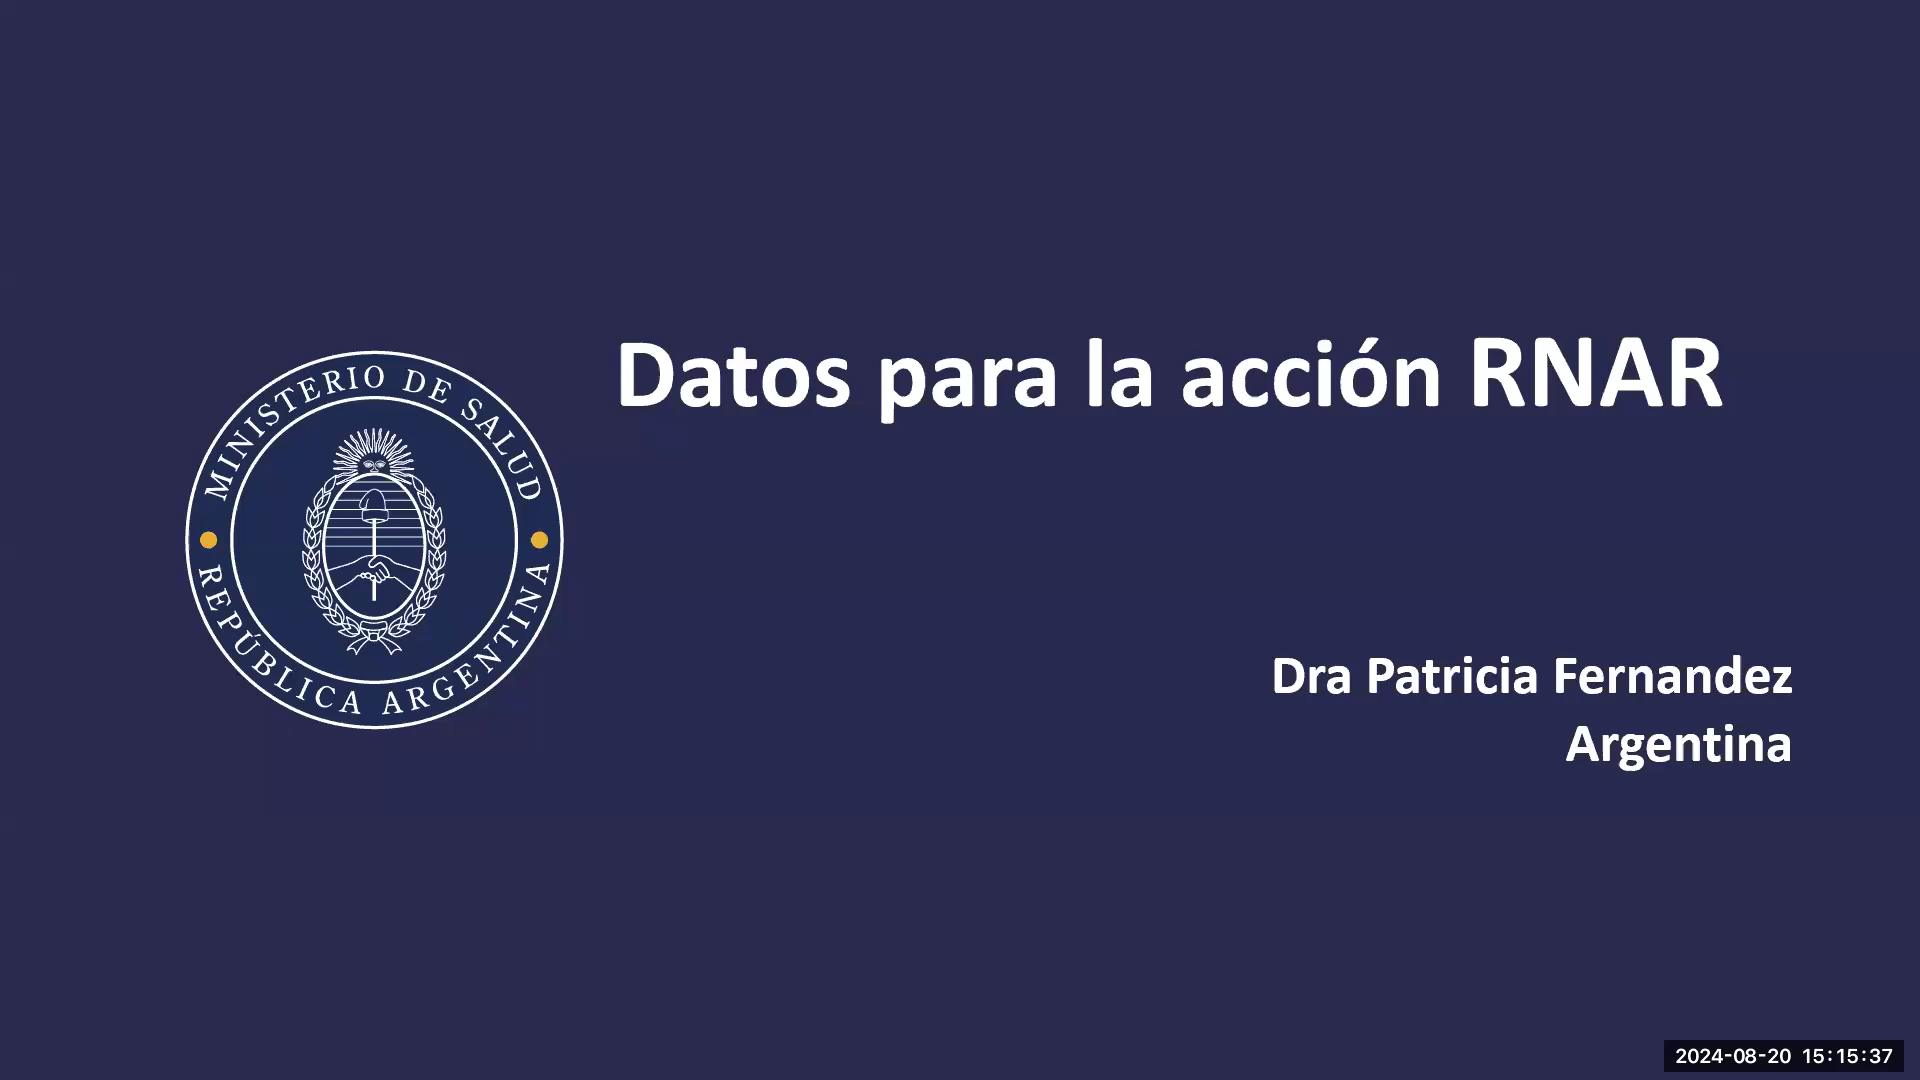 Datos para la acción RNAR
MINISTERIO DE SALUD
REPÚBLICA ARGENTINA
Dra Patricia Fernandez
Argentina
2024-08-20 15:15:37